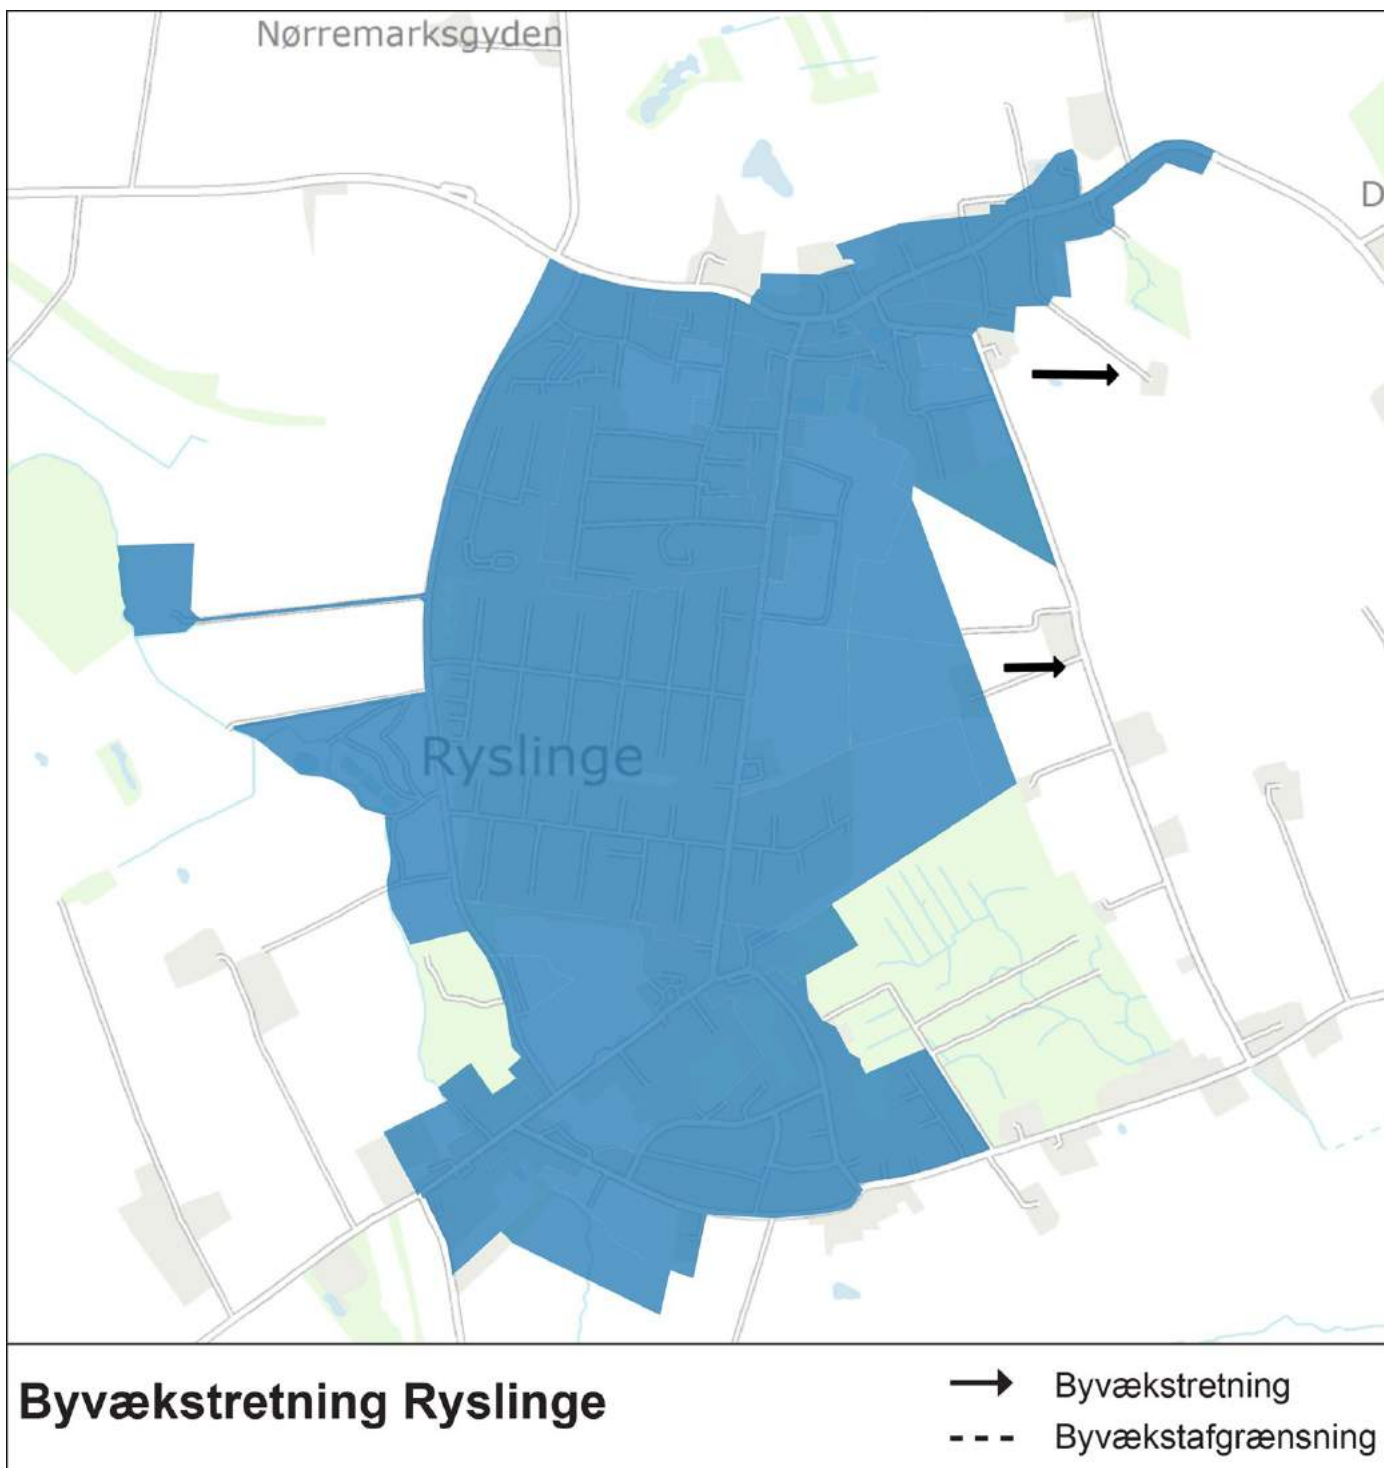 Nørremarksgyden
D
Ryslinge
Byvækstretning Ryslinge
Byvækstretning
Byvækstafgrænsning